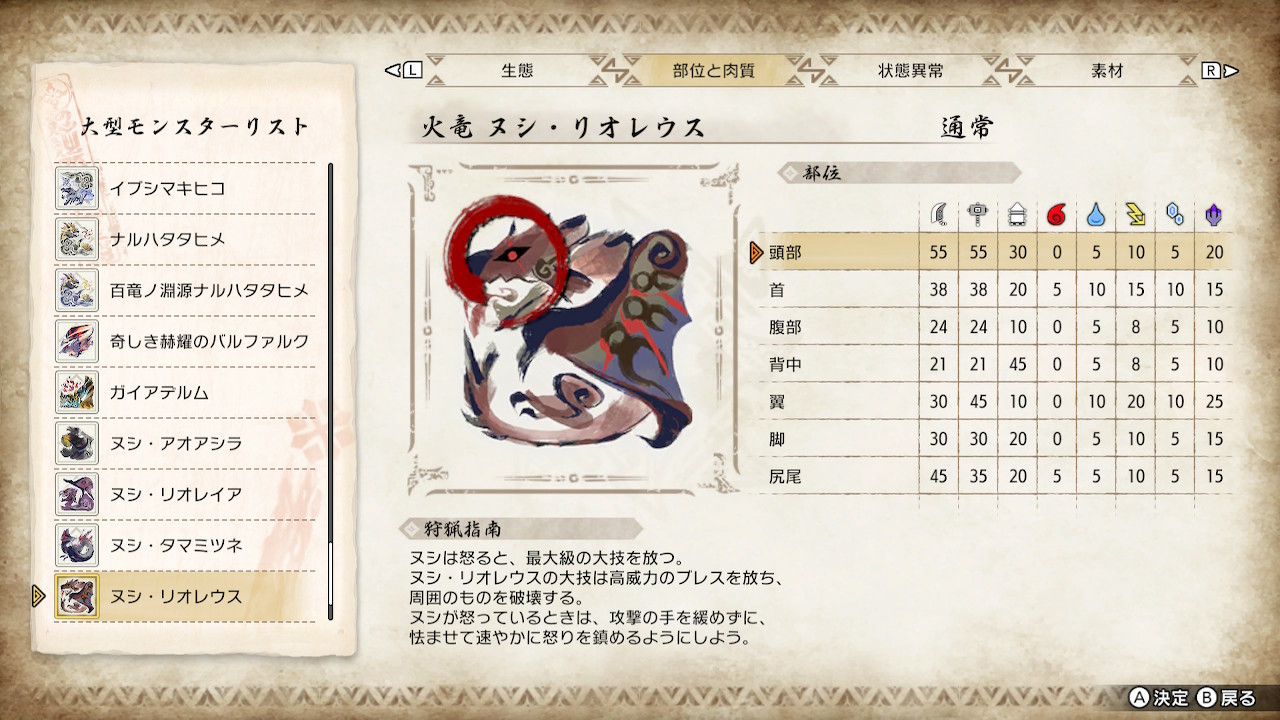 L
生態
部位と肉質
状態異常
素材
R
大型モンスターリスト
イブシマキヒコ
ナルハタタヒメ
百竜ノ淵源ナルハタタヒメ
奇しき赫耀のバルファルク
ガイアデルム
ヌシ・アオアシラ
ヌシ・リオレイア
ヌシ・タマミツネ
ヌシ・リオレウス
火竜 ヌシ・リオレウス
通常
部位
頭部 55 55 30 0 5 10 5 20
首 38 38 20 5 10 15 10 15
腹部 24 24 10 0 5 8 5 10
背中 21 21 45 0 5 8 5 10
翼 30 45 10 0 10 20 10 25
脚 30 30 20 0 5 10 5 15
尻尾 45 35 20 5 5 10 5 15
狩猟指南
ヌシは怒ると、最大級の大技を放つ。
ヌシ・リオレウスの大技は高威力のブレスを放ち、
周囲のものを破壊する。
ヌシが怒っているときは、攻撃の手を緩めずに、
怯ませて速やかに怒りを鎮めるようにしよう。
A 決定 B 戻る